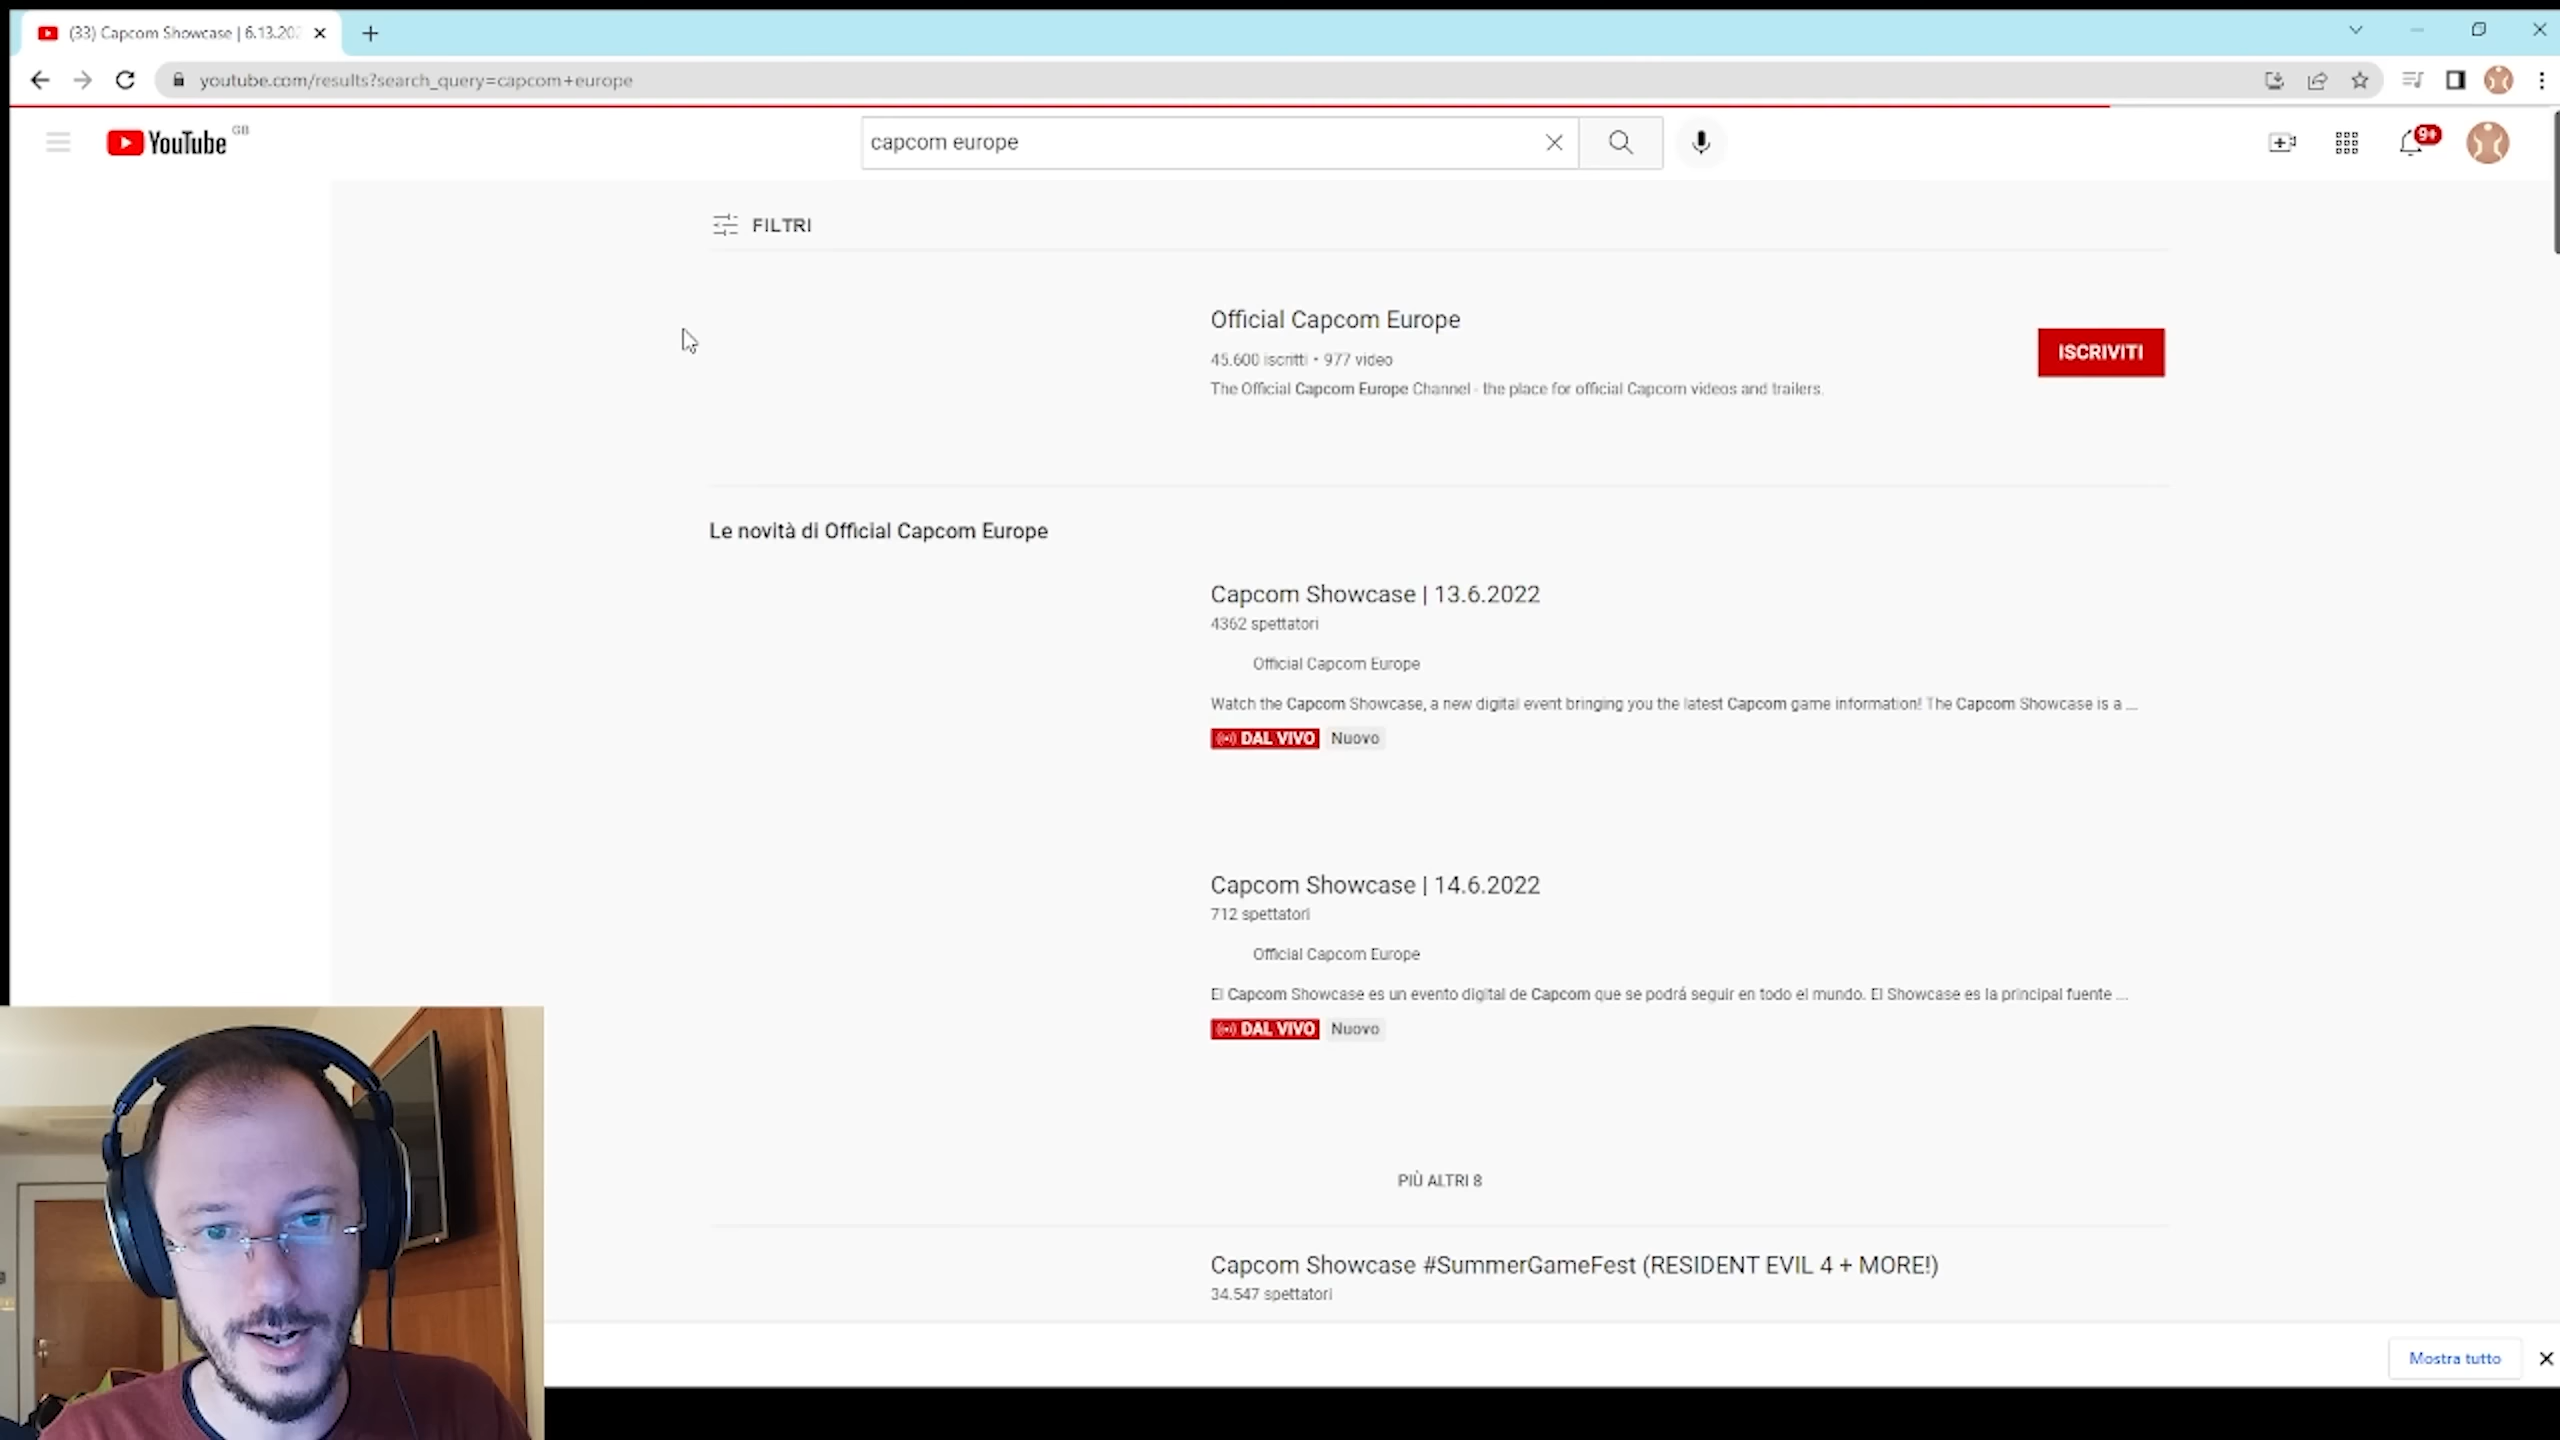 (33) Capcom Showcase | 6.13.202
youtube.com/results?search_query=capcom+europe
YouTube GB
capcom europe
9+
FILTRI
Official Capcom Europe
45.600 iscritti • 977 video
ISCRIVITI
The Official Capcom Europe Channel - the place for official Capcom videos and trailers.
Le novità di Official Capcom Europe
Capcom Showcase | 13.6.2022
4362 spettatori
Official Capcom Europe
Watch the Capcom Showcase, a new digital event bringing you the latest Capcom game information! The Capcom Showcase is a ...
DAL VIVO Nuovo
Capcom Showcase | 14.6.2022
712 spettatori
Official Capcom Europe
El Capcom Showcase es un evento digital de Capcom que se podrá seguir en todo el mundo. El Showcase es la principal fuente ...
DAL VIVO Nuovo
PIÙ ALTRI 8
Capcom Showcase #SummerGameFest (RESIDENT EVIL 4 + MORE!)
34.547 spettatori
Mostra tutto